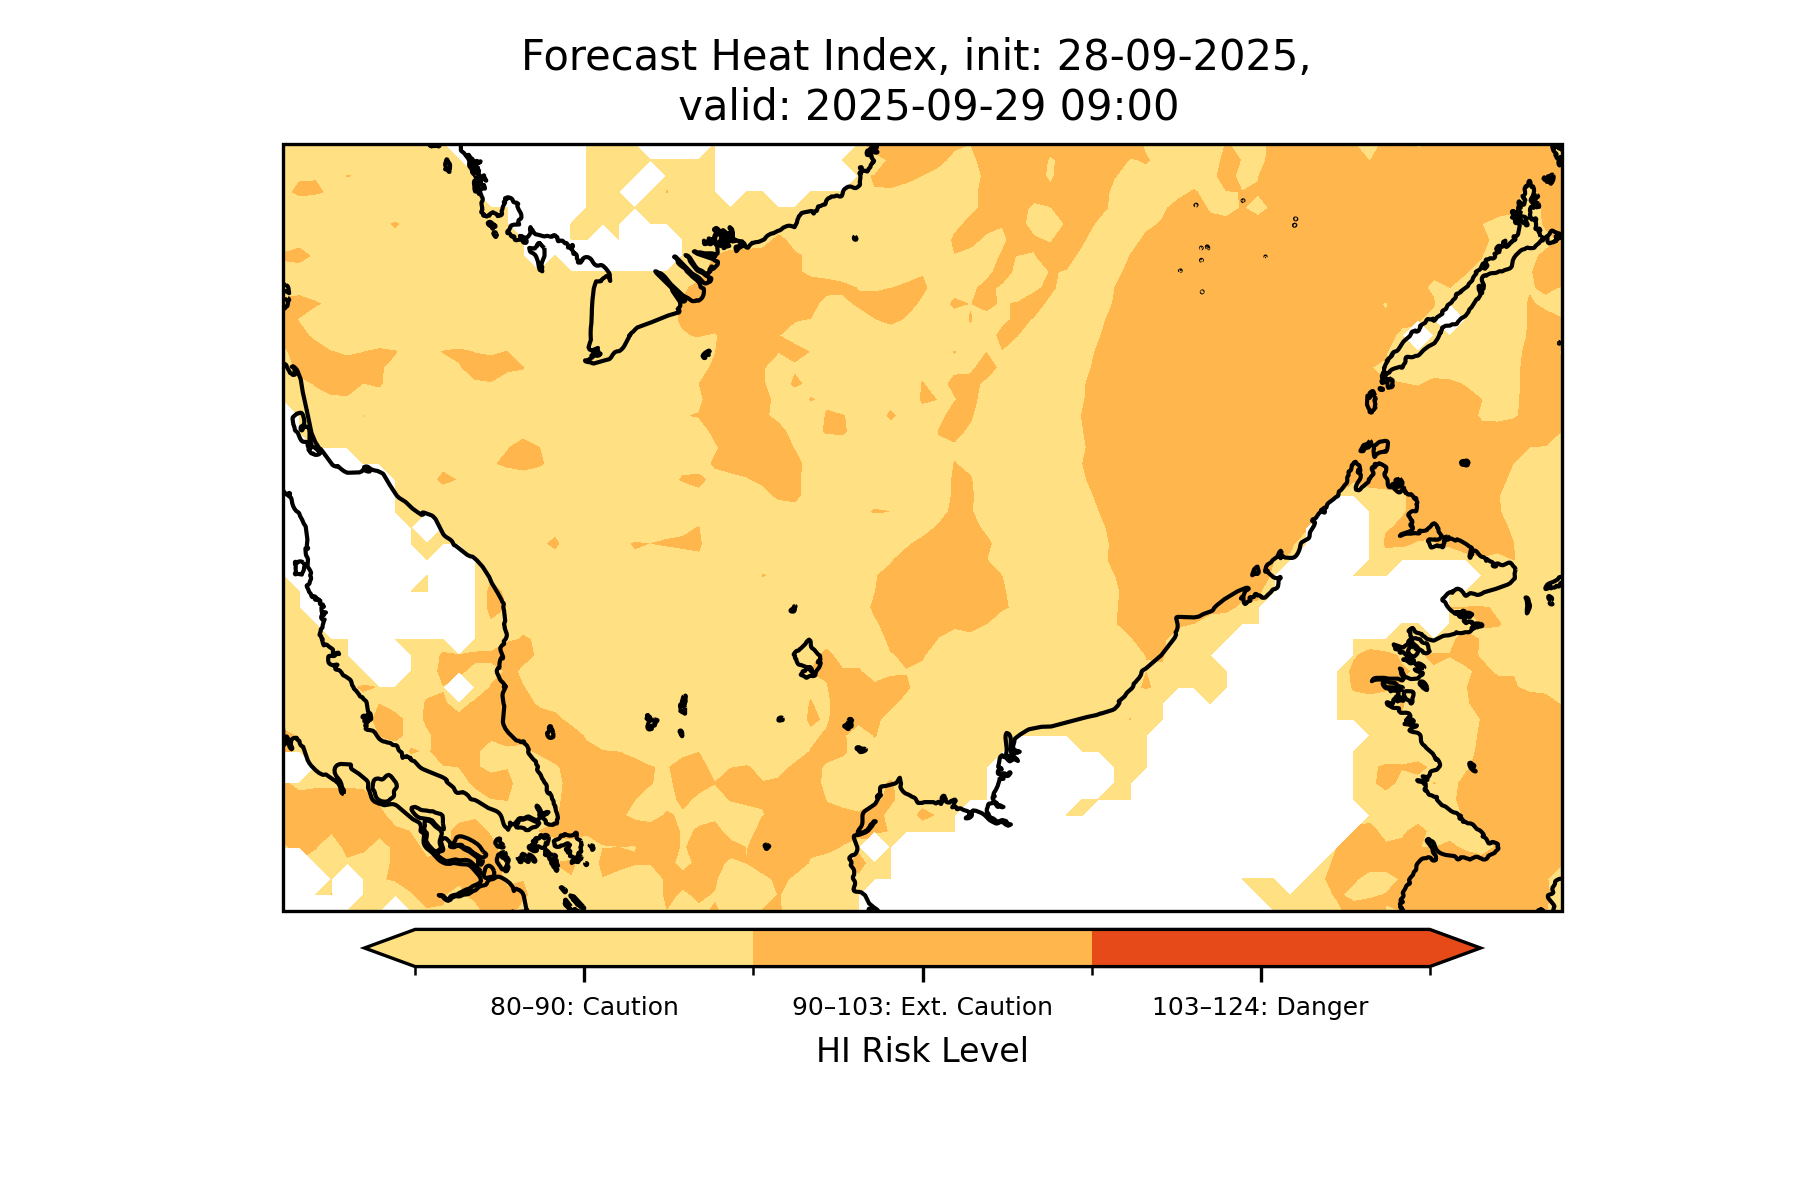 Forecast Heat Index, init: 28-09-2025,
valid: 2025-09-29 09:00
80–90: Caution
90–103: Ext. Caution
103–124: Danger
HI Risk Level